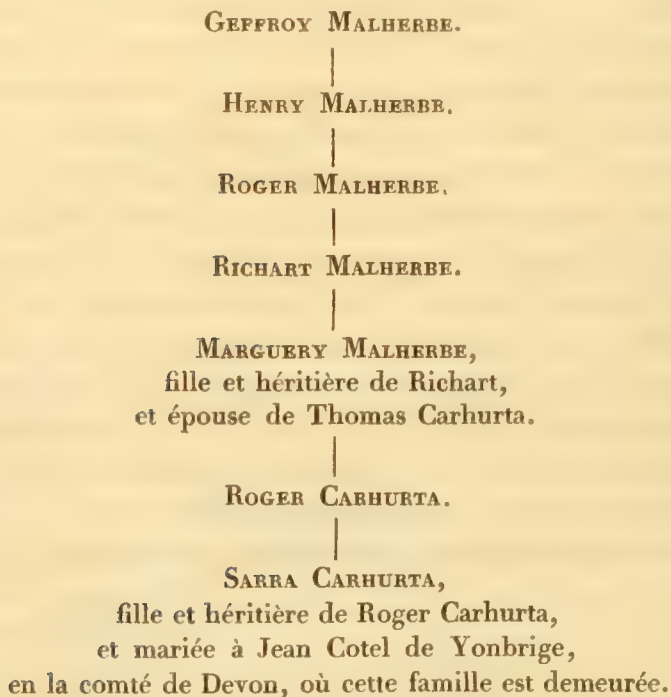 GEFFROY MALHERBE.
HENRY MALHERBE.
ROGER MALHERBE.
RICHART MALHERBE.
MARGUERY MALHERBE,
fille et héritière de Richart,
et épouse de Thomas Carhurta.
ROGER CARHURTA.
SARRA CARHURTA,
fille et héritière de Roger Carhurta,
et mariée à Jean Cotel de Yonbrige,
en la comté de Devon, où cette famille est demeurée